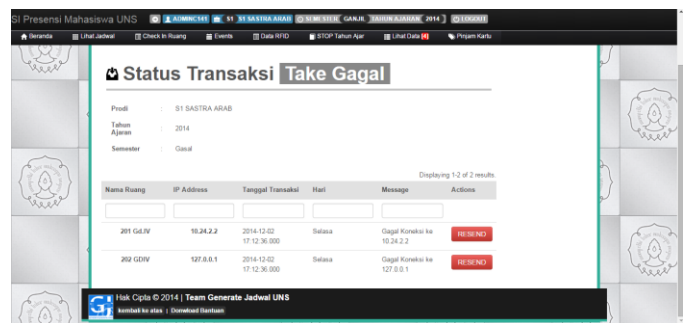 SI Presensi Mahasiswa UNS ADMNC141 S1 S1 SASTRA ARAB SEMESTER GANJIL TAHUN AJARAN 2014 LOGOUT
Beranda Lihat Jadwal Check In Ruang Events Data RFID STOP Tahun Ajar Lihat Data [4] Pinjam Kartu
Status Transaksi Take Gagal
Prodi : S1 SASTRA ARAB
Tahun Ajaran : 2014
Semester : Gasal
Displaying 1-2 of 2 results.
Nama Ruang IP Address Tanggal Transaksi Hari Message Actions
201 Gd.IV 10.24.2.2 2014-12-02 17:12:36.000 Selasa Gagal Koneksi ke 10.24.2.2 RESEND
202 GDIV 127.0.0.1 2014-12-02 17:12:36.000 Selasa Gagal Koneksi ke 127.0.0.1 RESEND
Hak Cipta © 2014 | Team Generate Jadwal UNS
kembali ke atas | Donwload Bantuan